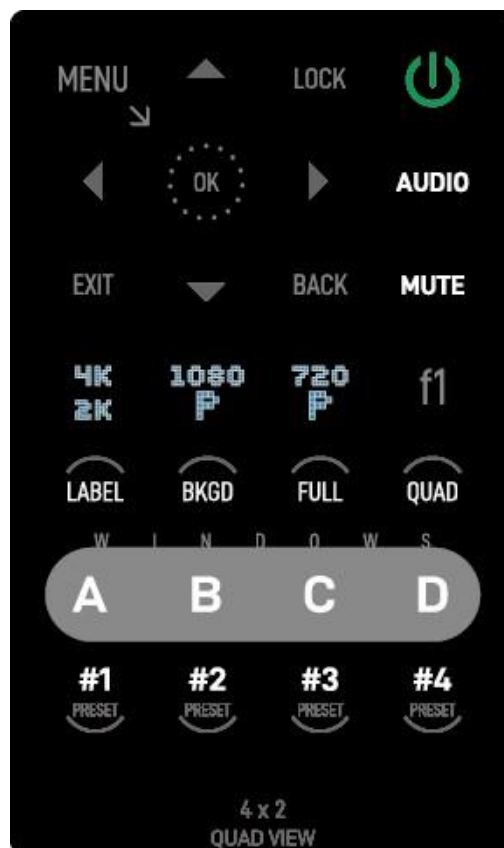 MENU LOCK
OK AUDIO
EXIT BACK MUTE
4K 1080 720 f1
2K P P
LABEL BKGD FULL QUAD
W I N D O W S
A B C D
#1 #2 #3 #4
PRESET PRESET PRESET PRESET
4 x 2
QUAD VIEW